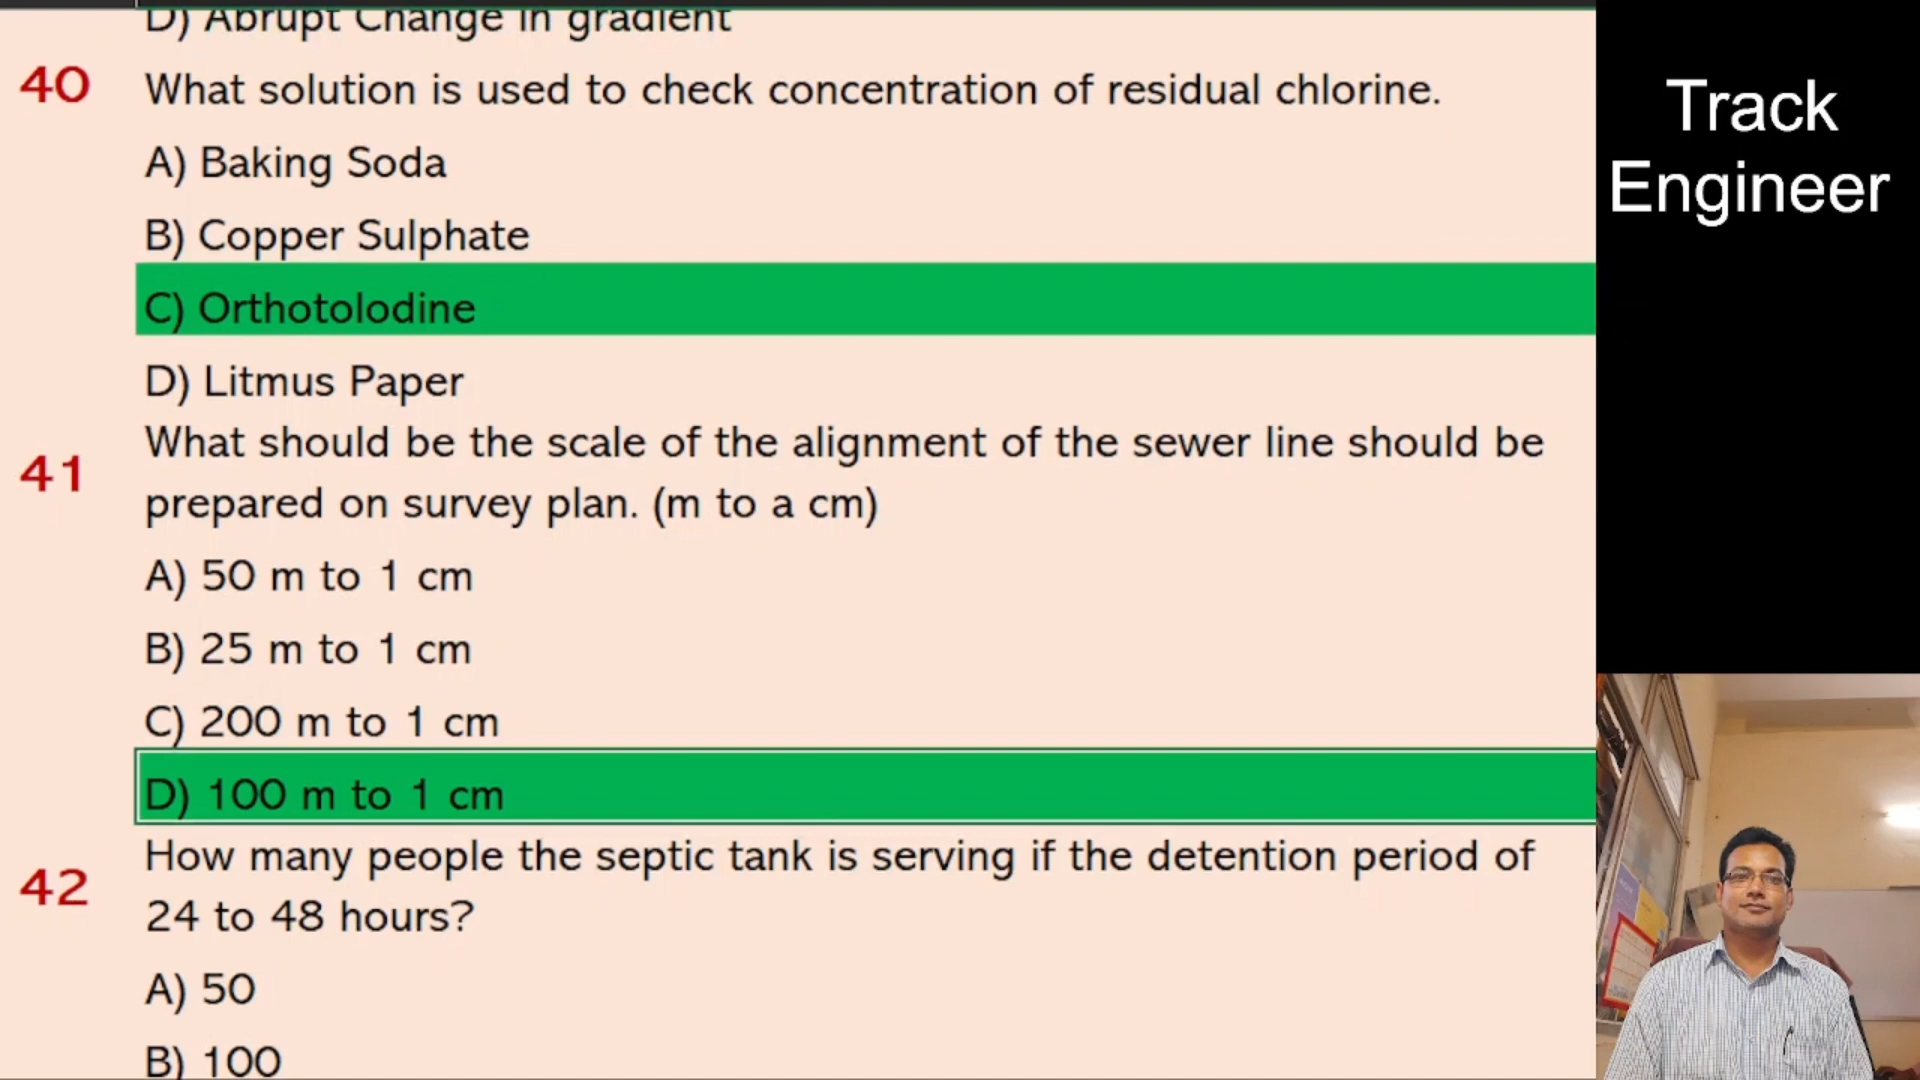 D) Abrupt Change in gradient
40
What solution is used to check concentration of residual chlorine.
A) Baking Soda
B) Copper Sulphate
C) Orthotolodine
D) Litmus Paper
41
What should be the scale of the alignment of the sewer line should be
prepared on survey plan. (m to a cm)
A) 50 m to 1 cm
B) 25 m to 1 cm
C) 200 m to 1 cm
D) 100 m to 1 cm
42
How many people the septic tank is serving if the detention period of
24 to 48 hours?
A) 50
B) 100
Track
Engineer